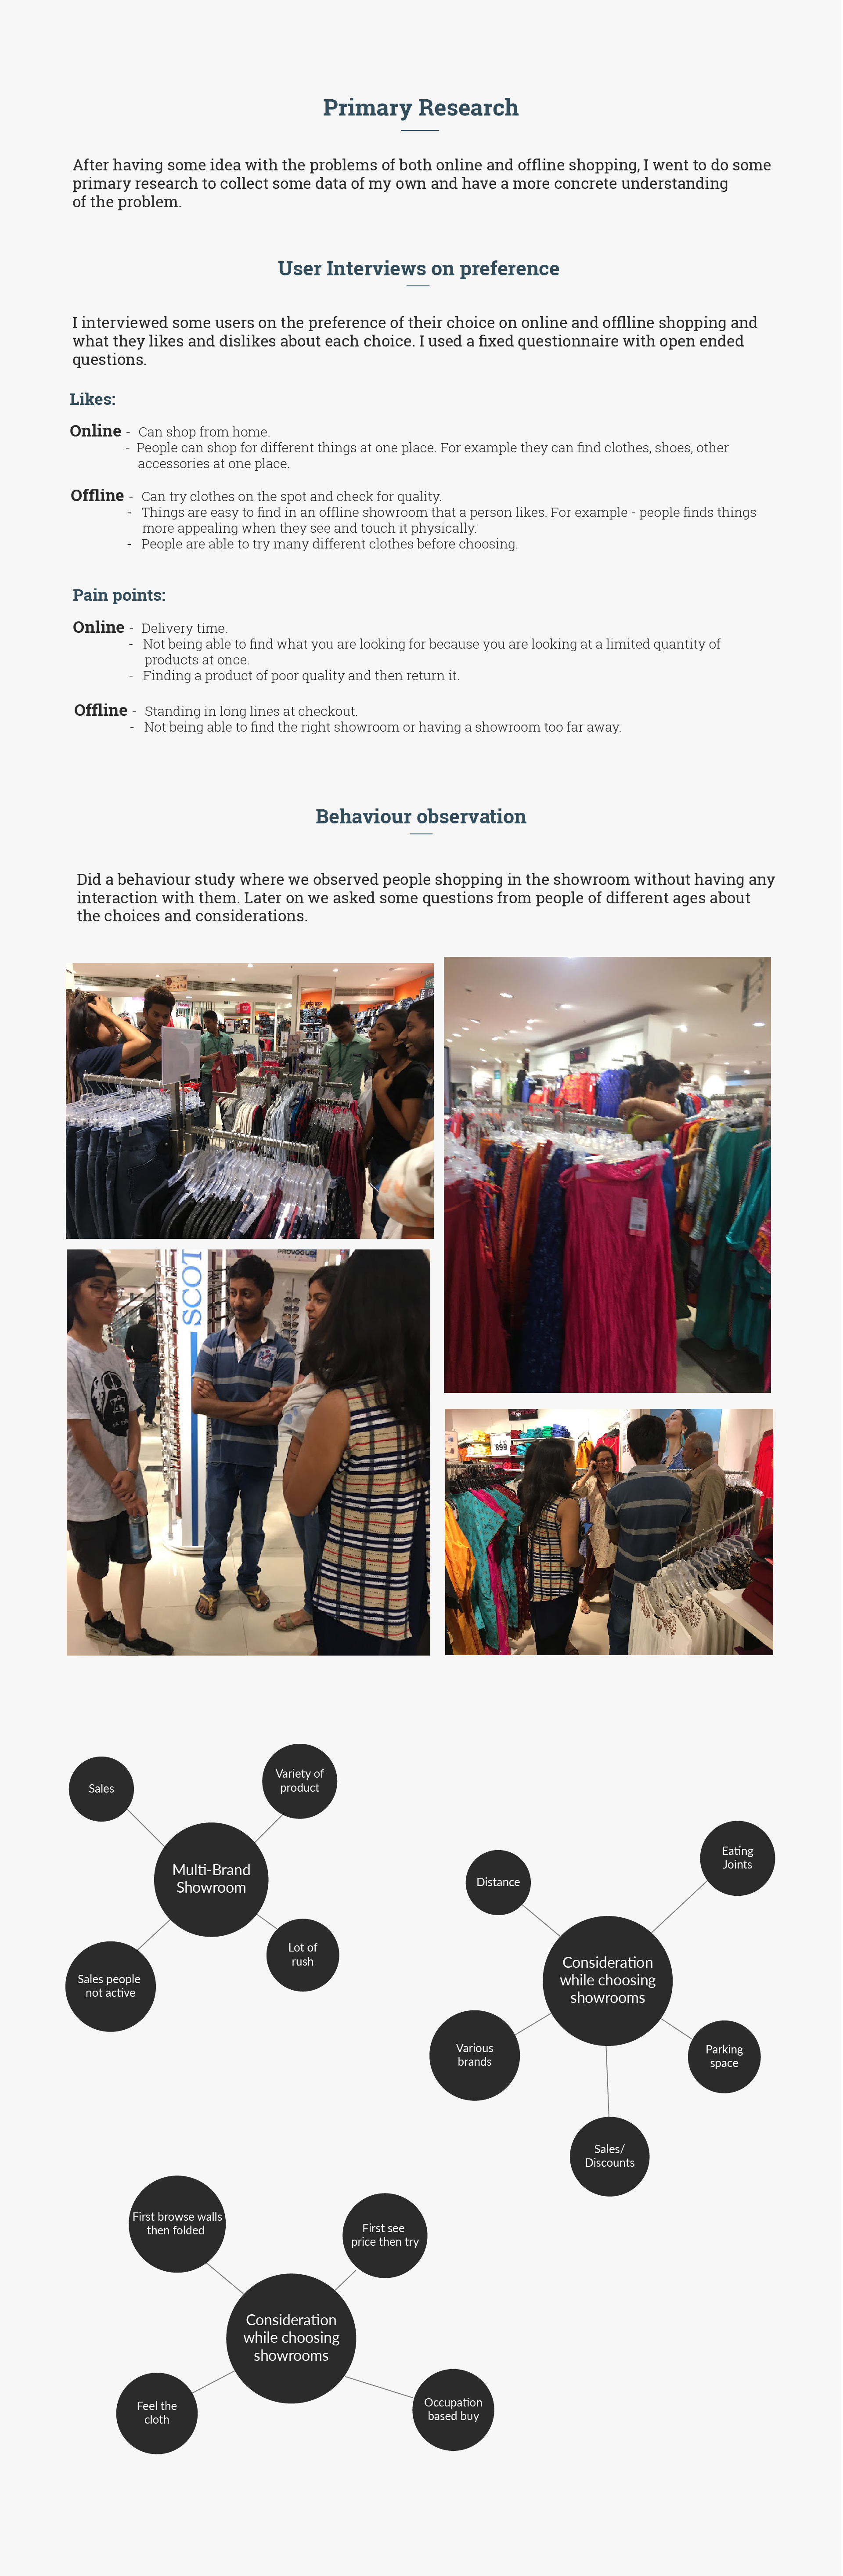 Primary Research
After having some idea with the problems of both online and offline shopping, I went to do some
primary research to collect some data of my own and have a more concrete understanding
of the problem.
User Interviews on preference
I interviewed some users on the preference of their choice on online and offlline shopping and
what they likes and dislikes about each choice. I used a fixed questionnaire with open ended
questions.
Likes:
Online - Can shop from home.
- People can shop for different things at one place. For example they can find clothes, shoes, other
accessories at one place.
Offline - Can try clothes on the spot and check for quality.
- Things are easy to find in an offline showroom that a person likes. For example - people finds things
more appealing when they see and touch it physically.
- People are able to try many different clothes before choosing.
Pain points:
Online - Delivery time.
- Not being able to find what you are looking for because you are looking at a limited quantity of
products at once.
- Finding a product of poor quality and then return it.
Offline - Standing in long lines at checkout.
- Not being able to find the right showroom or having a showroom too far away.
Behaviour observation
Did a behaviour study where we observed people shopping in the showroom without having any
interaction with them. Later on we asked some questions from people of different ages about
the choices and considerations.
PROVOGUE
SCOT
899
Sales
Variety of
product
Multi-Brand
Showroom
Sales people
not active
Lot of
rush
Distance
Eating
Joints
Consideration
while choosing
showrooms
Various
brands
Parking
space
Sales/
Discounts
First browse walls
then folded
First see
price then try
Consideration
while choosing
showrooms
Feel the
cloth
Occupation
based buy